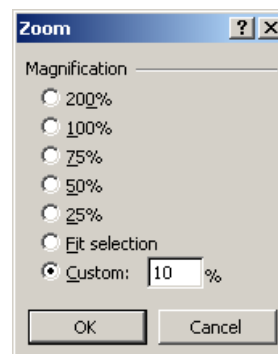 Zoom
Magnification
200%
100%
75%
50%
25%
Fit selection
Custom: 10 %
OK Cancel